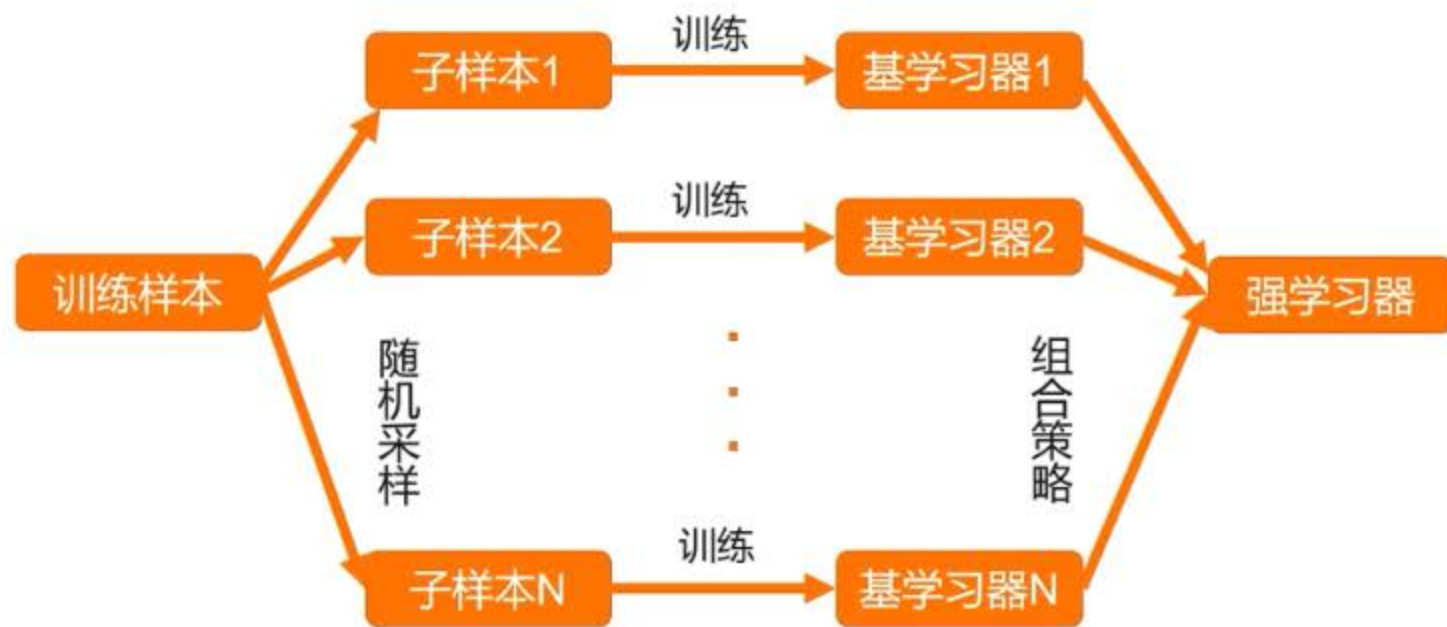 训练
子样本1
基学习器1
训练
子样本2
基学习器2
训练样本
强学习器
随机采样
组合策略
训练
子样本N
基学习器N